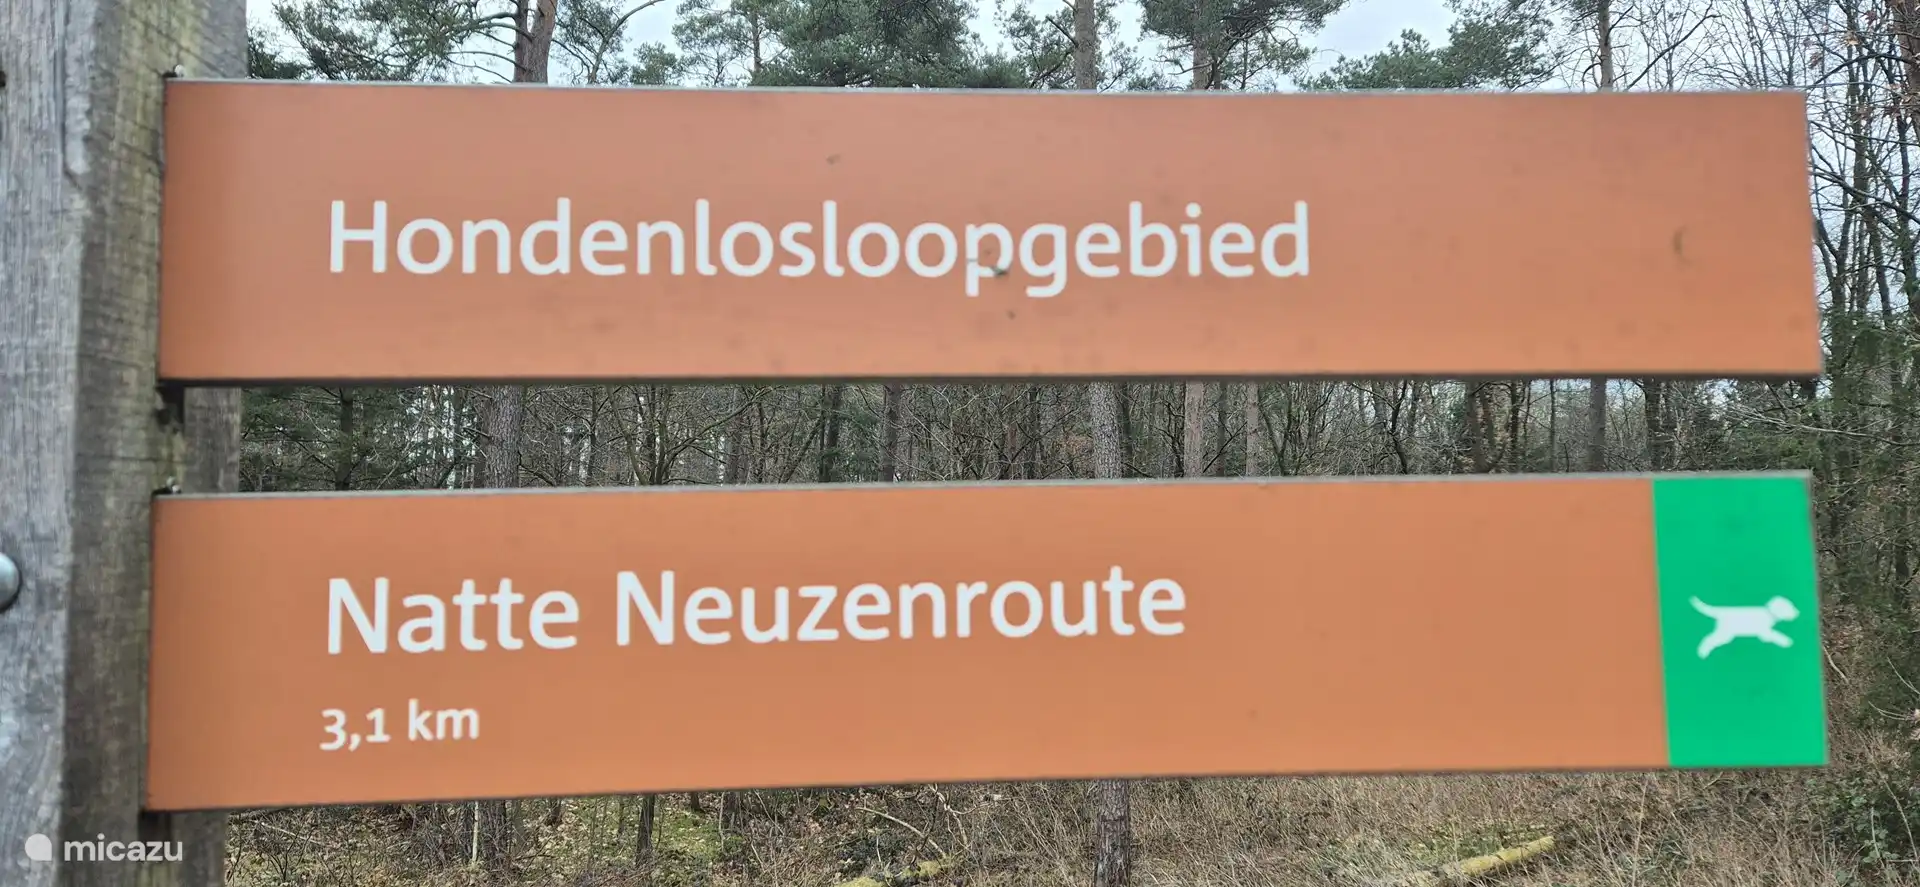 Hondenlosloopgebied
Natte Neuzenroute
3,1 km
micazu